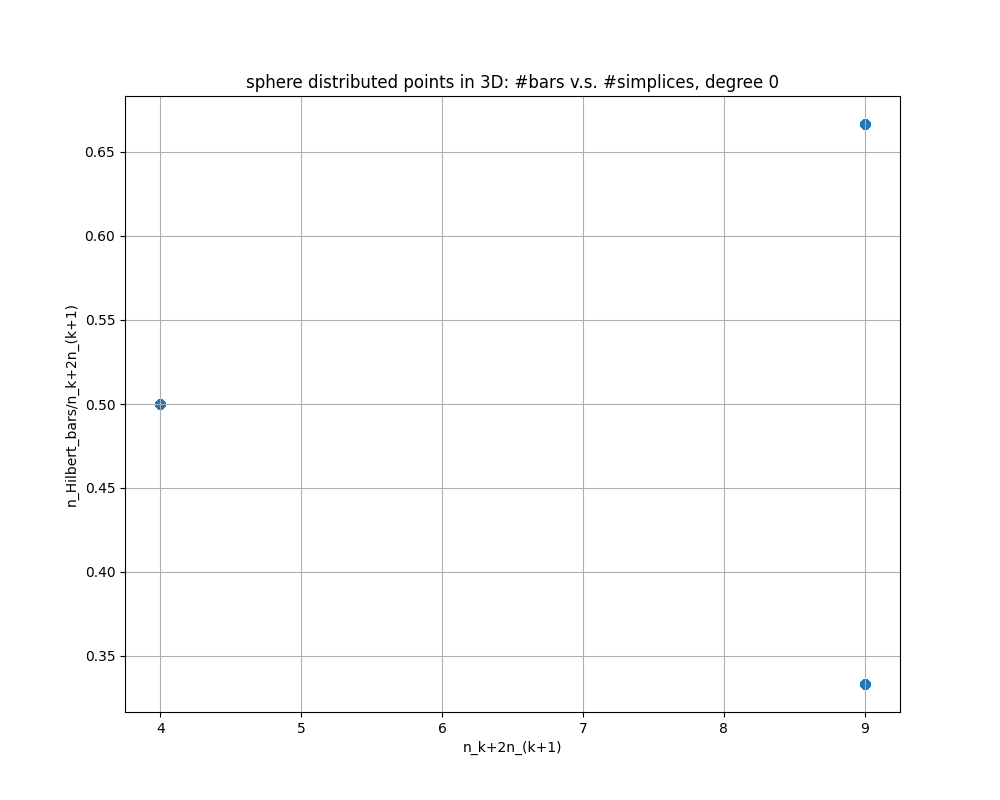 sphere distributed points in 3D: #bars v.s. #simplices, degree 0
n_Hilbert_bars/n_k+2n_(k+1)
0.65
0.60
0.55
0.50
0.45
0.40
0.35
4 5 6 7 8 9
n_k+2n_(k+1)